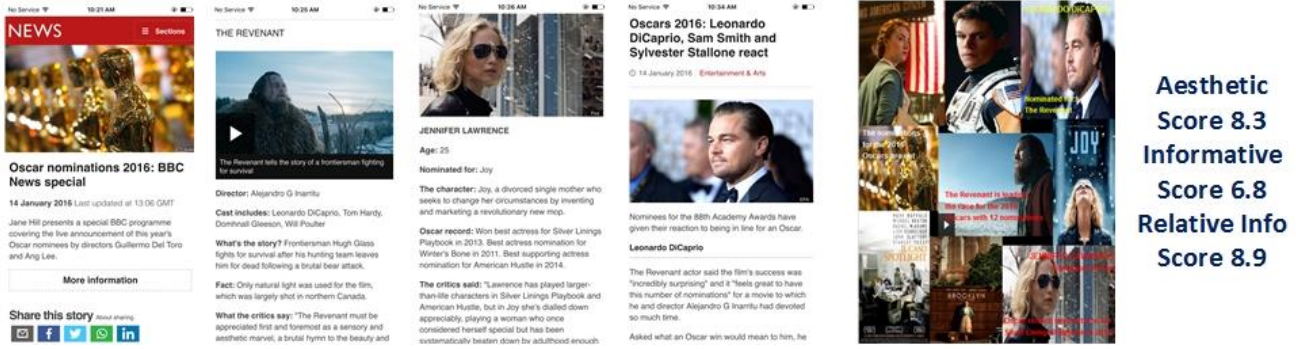 No Service 10:21 AM
NEWS
Sections
Oscar nominations 2016: BBC
News special
14 January 2016 Last updated at 13:06 GMT
Jane Hill presents a special BBC programme
covering the live announcement of this year's
Oscar nominees by directors Guillermo Del Toro
and Ang Lee.
More information
Share this story About sharing
No Service 10:25 AM
THE REVENANT
The Revenant tells the story of a frontiersman fighting
for survival
Director: Alejandro G Inarritu
Cast includes: Leonardo DiCaprio, Tom Hardy,
Domhnall Gleeson, Will Poulter
What's the story? Frontiersman Hugh Glass
fights for survival after his hunting team leaves
him for dead following a brutal bear attack.
Fact: Only natural light was used for the film,
which was largely shot in northern Canada.
What the critics say: "The Revenant must be
appreciated first and foremost as a sensory and
aesthetic marvel, a brutal hymn to the beauty and
No Service 10:26 AM
JENNIFER LAWRENCE
Age: 25
Nominated for: Joy
The character: Joy, a divorced single mother who
seeks to change her circumstances by inventing
and marketing a revolutionary new mop.
Oscar record: Won best actress for Silver Linings
Playbook in 2013. Best actress nomination for
Winter's Bone in 2011. Best supporting actress
nomination for American Hustle in 2014.
The critics said: "Lawrence has played larger-
than-life characters in Silver Linings Playbook and
American Hustle, but in Joy she's dialled down
appreciably, playing a woman who once
considered herself special but has been
systematically beaten down by adulthood enough
No Service 10:34 AM
Oscars 2016: Leonardo
DiCaprio, Sam Smith and
Sylvester Stallone react
14 January 2016 Entertainment & Arts
Nominees for the 88th Academy Awards have
given their reaction to being in line for an Oscar.
Leonardo DiCaprio
The Revenant actor said the film's success was
"incredibly surprising" and it "feels great to have
this number of nominations" for a movie to which
he and director Alejandro G Inarritu had devoted
so much time.
Asked what an Oscar win would mean to him, he
LEONARDO DICAPRIO
Nominated for:
The Revenant
The nominations
for the 2016
Oscars
JOY
The Revenant is leading
the race for the 2016
Oscars with 12 nominations
SPOTLIGHT
BROOKLYN
Aesthetic
Score 8.3
Informative
Score 6.8
Relative Info
Score 8.9